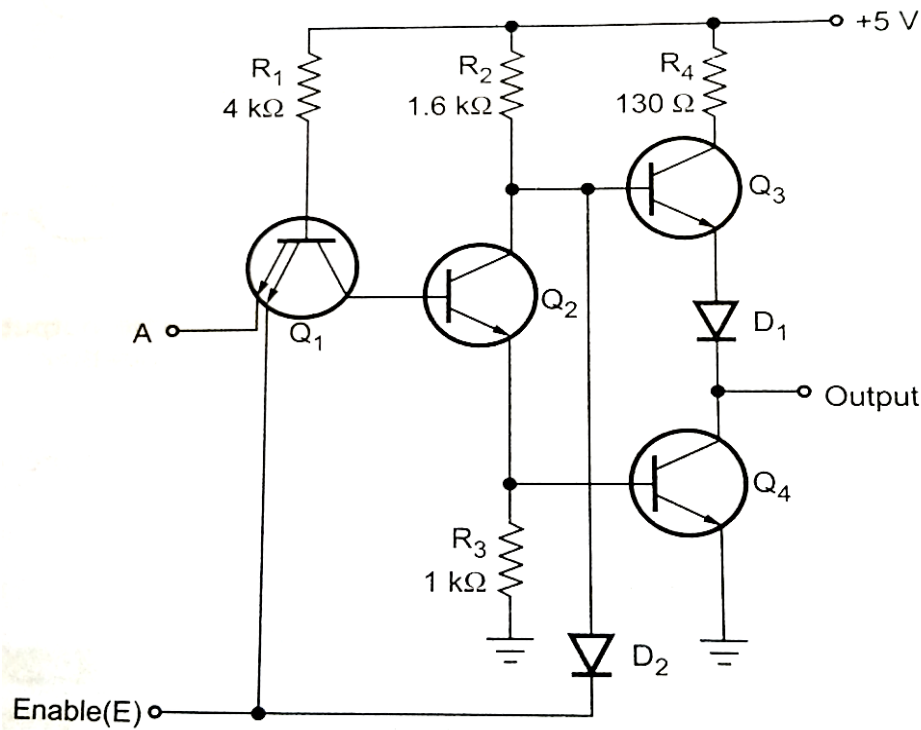 +5 V
R1
4 kΩ
R2
1.6 kΩ
R4
130 Ω
Q3
Q2
A
Q1
D1
Output
Q4
R3
1 kΩ
D2
Enable(E)